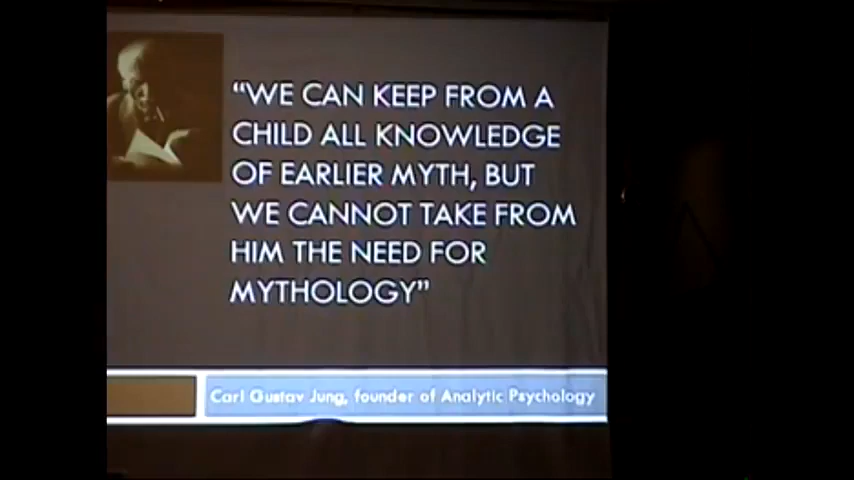 “WE CAN KEEP FROM A
CHILD ALL KNOWLEDGE
OF EARLIER MYTH, BUT
WE CANNOT TAKE FROM
HIM THE NEED FOR
MYTHOLOGY”
Carl Gustav Jung, founder of Analytic Psychology